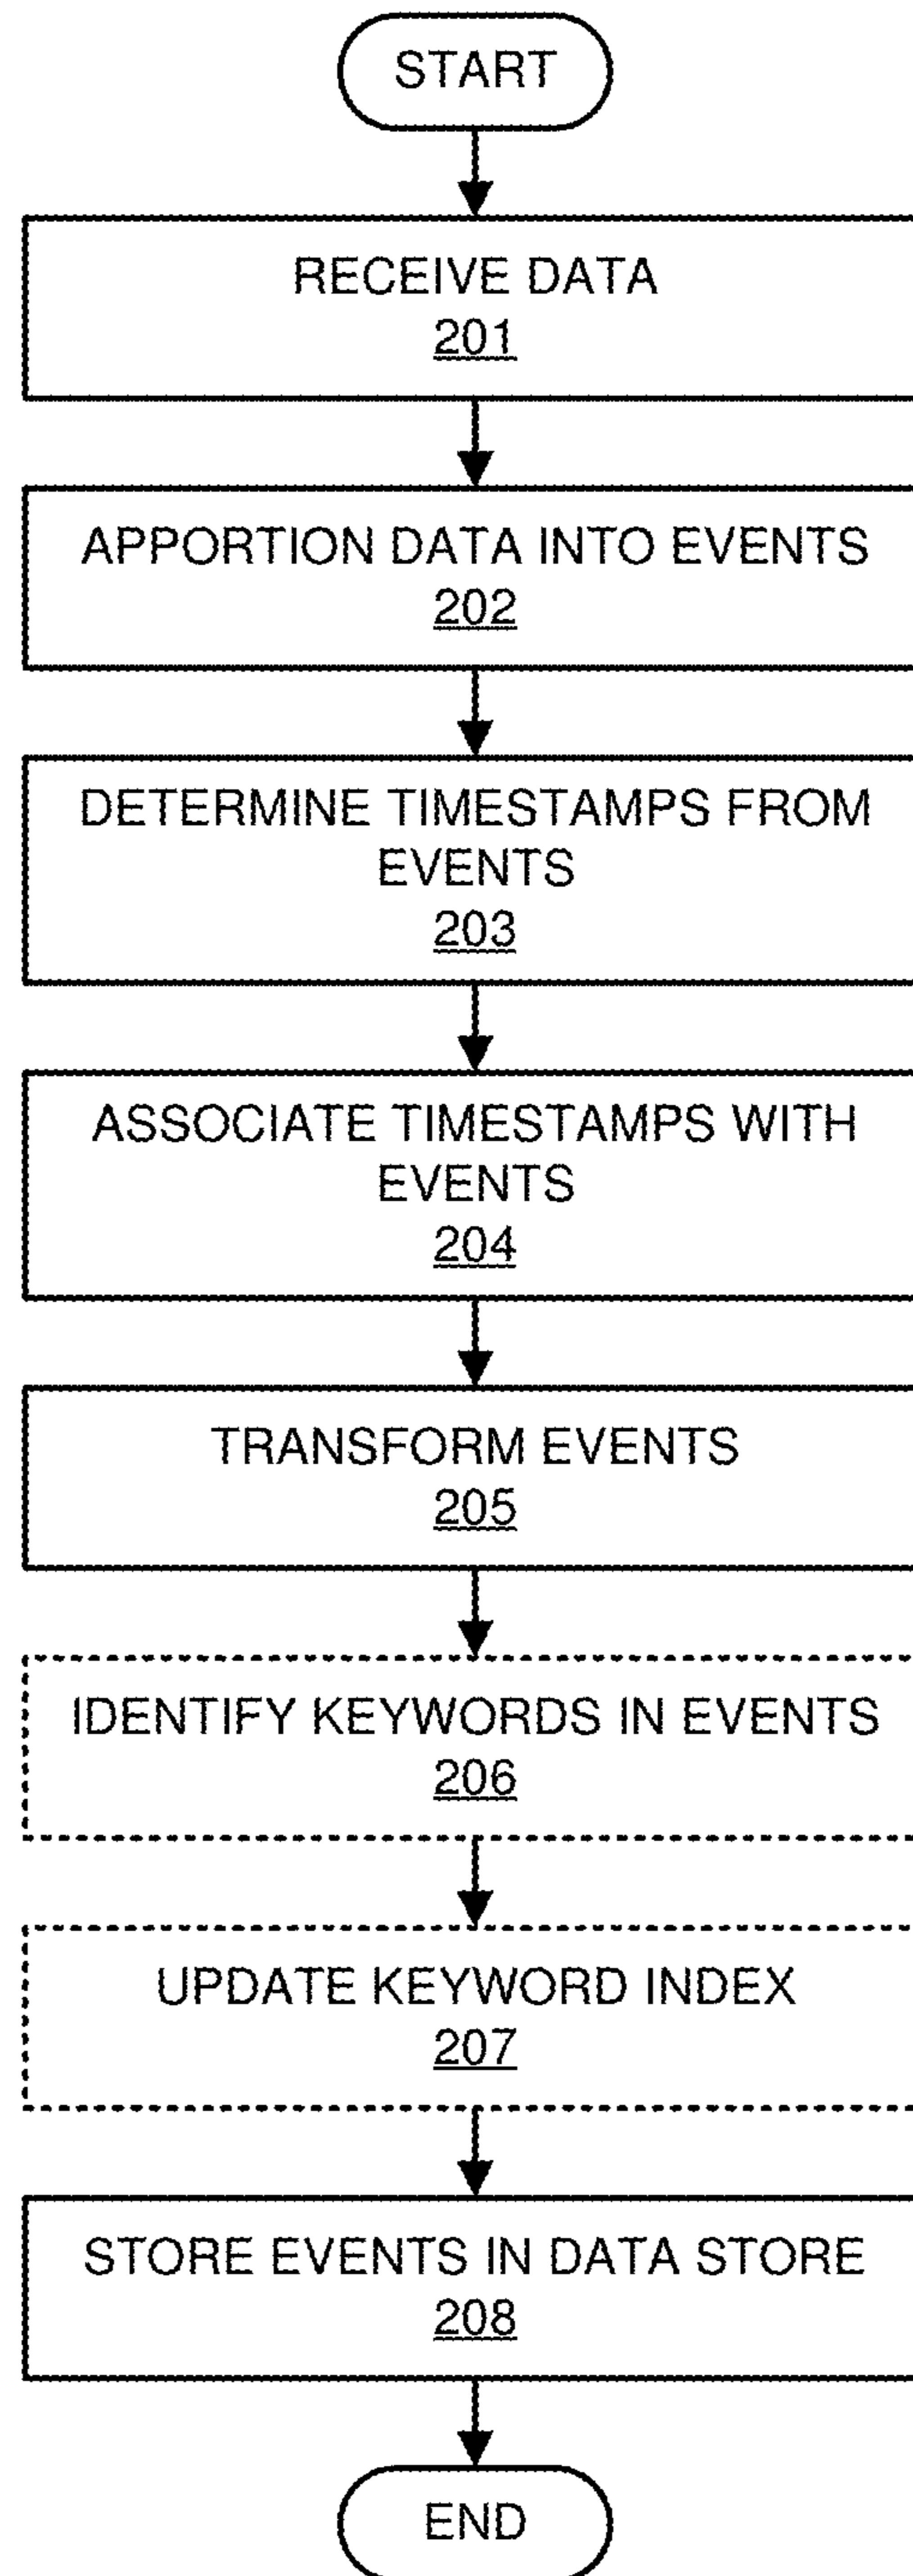 START
RECEIVE DATA
201
APPORTION DATA INTO EVENTS
202
DETERMINE TIMESTAMPS FROM
EVENTS
203
ASSOCIATE TIMESTAMPS WITH
EVENTS
204
TRANSFORM EVENTS
205
IDENTIFY KEYWORDS IN EVENTS
206
UPDATE KEYWORD INDEX
207
STORE EVENTS IN DATA STORE
208
END